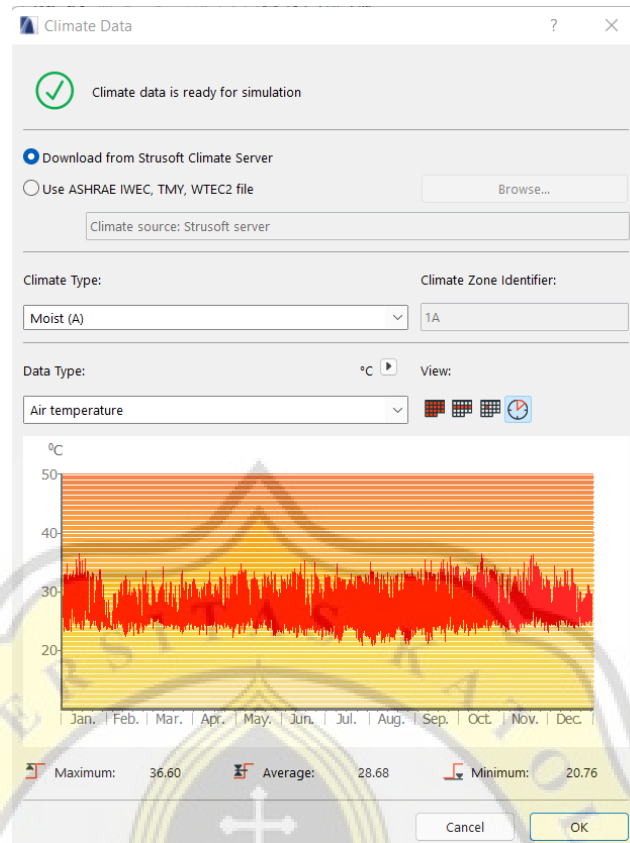 Climate Data
?
Climate data is ready for simulation
Download from Strusoft Climate Server
Use ASHRAE IWEC, TMY, WTEC2 file
Browse...
Climate source: Strusoft server
Climate Type:
Climate Zone Identifier:
Moist (A)
1A
Data Type:
°C
View:
Air temperature
⁰C
50
40
30
20
Jan. Feb. Mar. Apr. May. Jun. Jul. Aug. Sep. Oct. Nov. Dec.
Maximum: 36.60 Average: 28.68 Minimum: 20.76
Cancel
OK